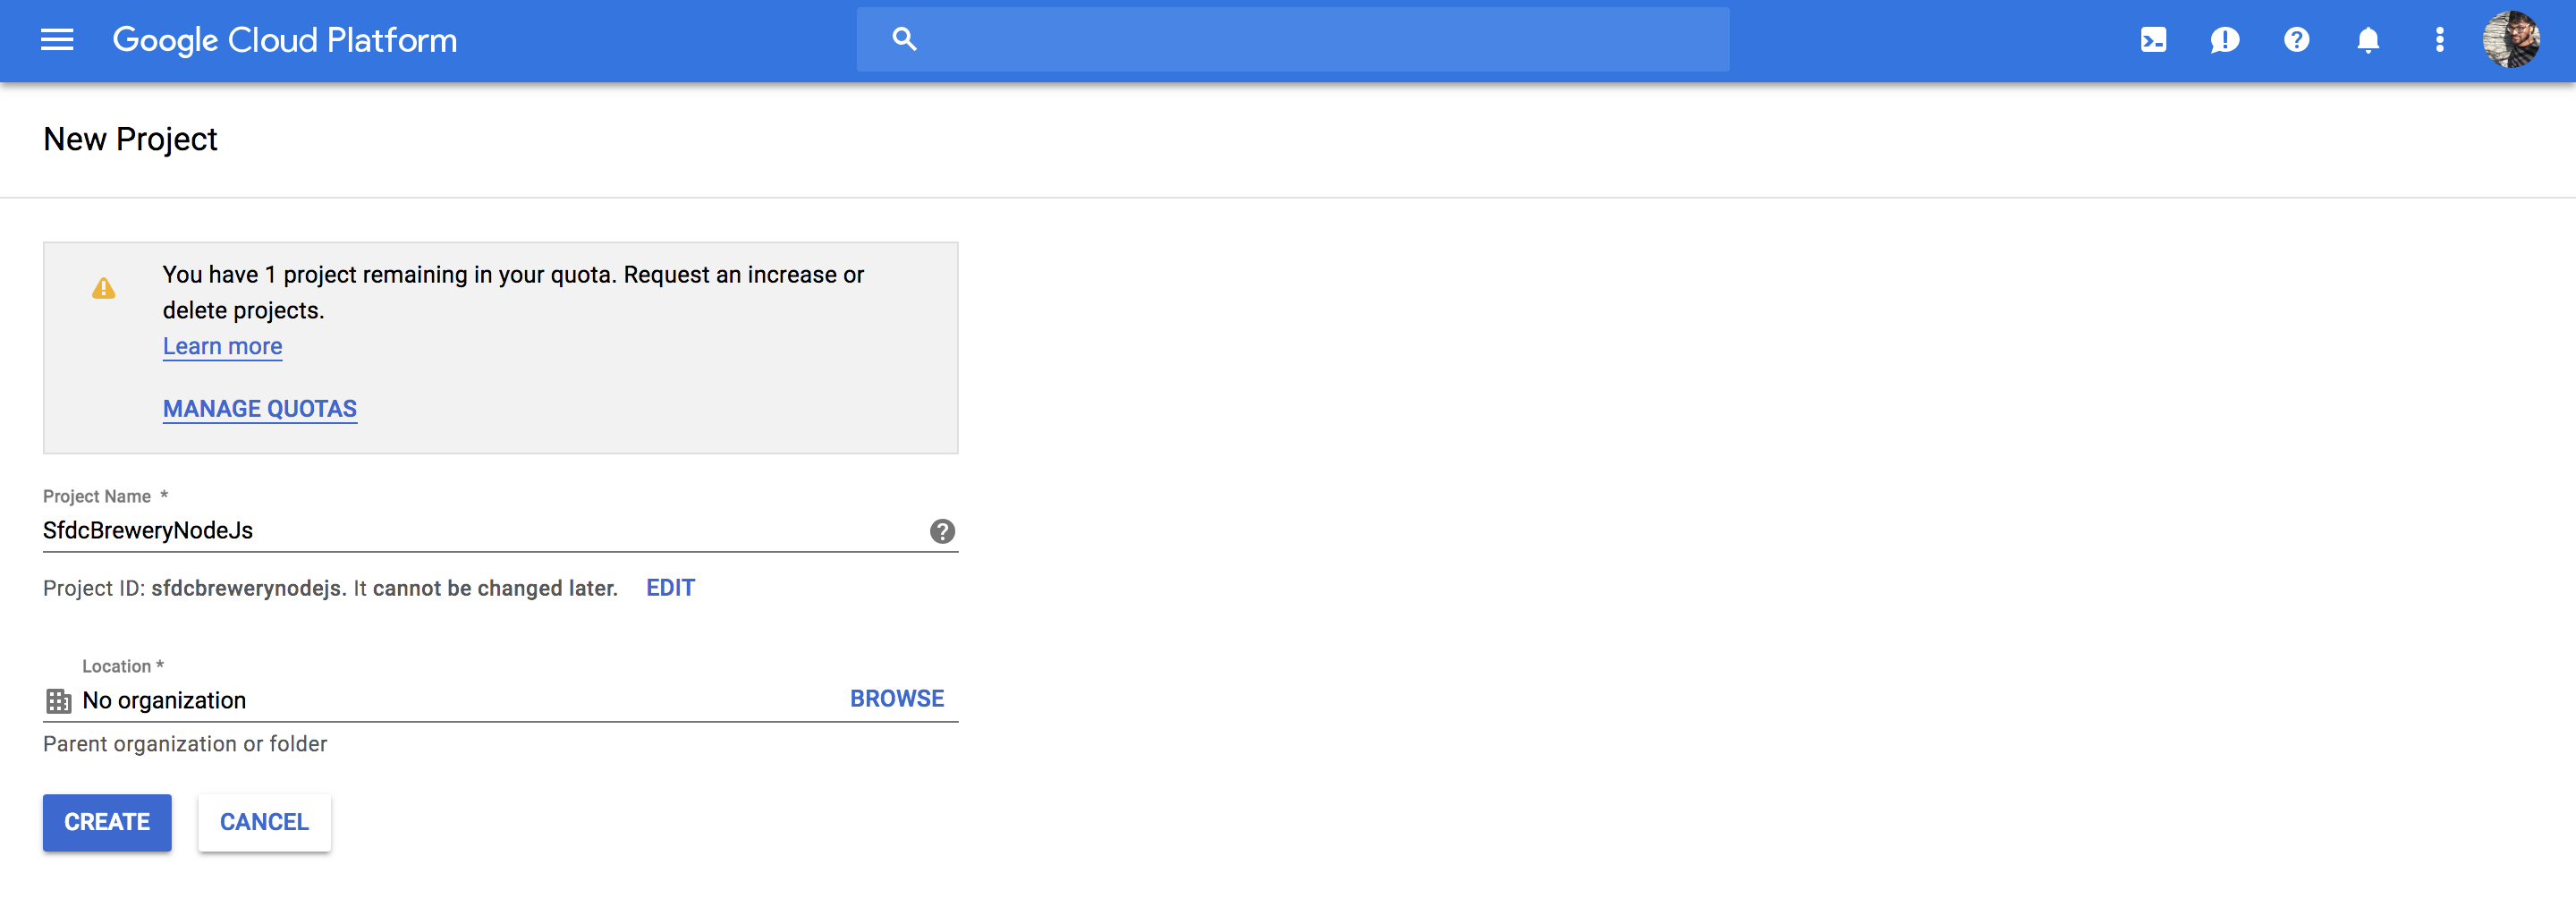 Google Cloud Platform
New Project
You have 1 project remaining in your quota. Request an increase or
delete projects.
Learn more
MANAGE QUOTAS
Project Name *
SfdcBreweryNodeJs
Project ID: sfdcbrewerynodejs. It cannot be changed later. EDIT
Location *
No organization BROWSE
Parent organization or folder
CREATE CANCEL